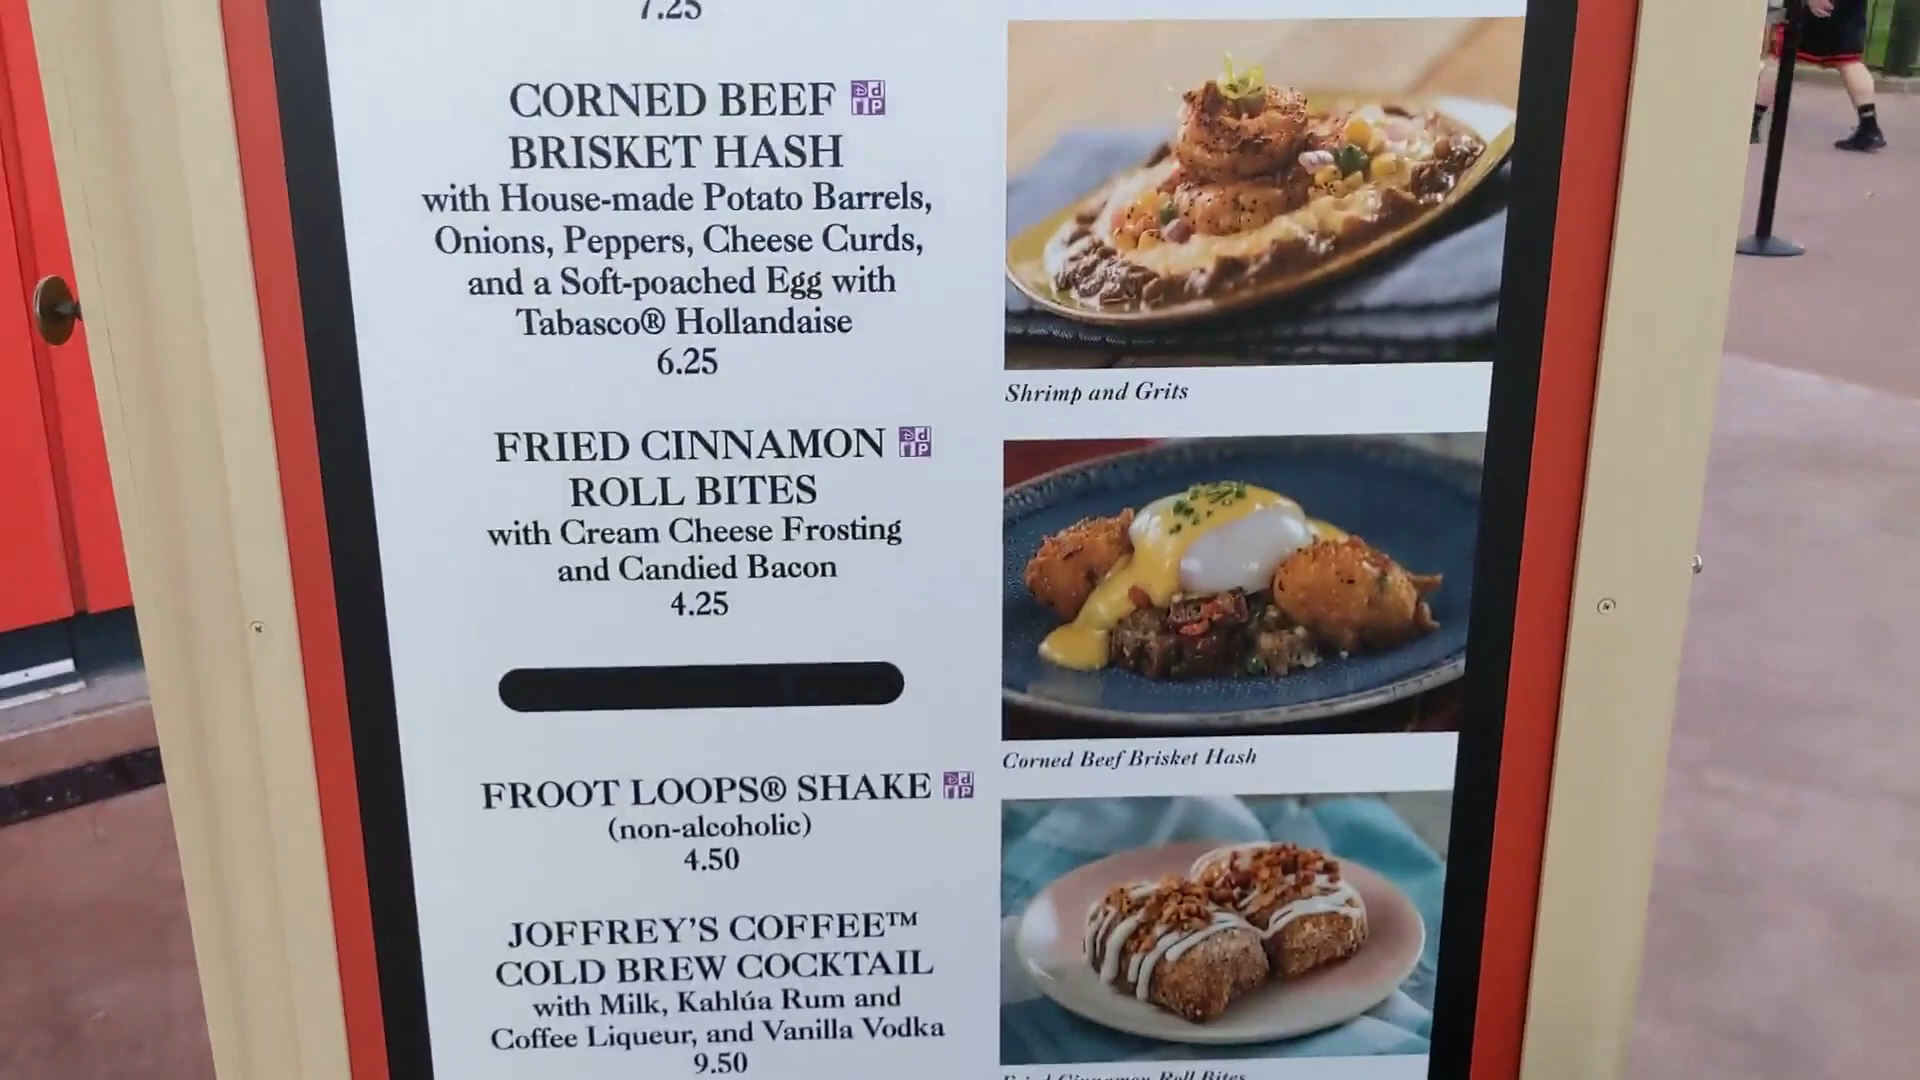 7.25
CORNED BEEF
BRISKET HASH
with House-made Potato Barrels,
Onions, Peppers, Cheese Curds,
and a Soft-poached Egg with
Tabasco® Hollandaise
6.25
FRIED CINNAMON
ROLL BITES
with Cream Cheese Frosting
and Candied Bacon
4.25
FROOT LOOPS® SHAKE
(non-alcoholic)
4.50
JOFFREY'S COFFEE™
COLD BREW COCKTAIL
with Milk, Kahlúa Rum and
Coffee Liqueur, and Vanilla Vodka
9.50
Shrimp and Grits
Corned Beef Brisket Hash
Fried Cinnamon Roll Bites